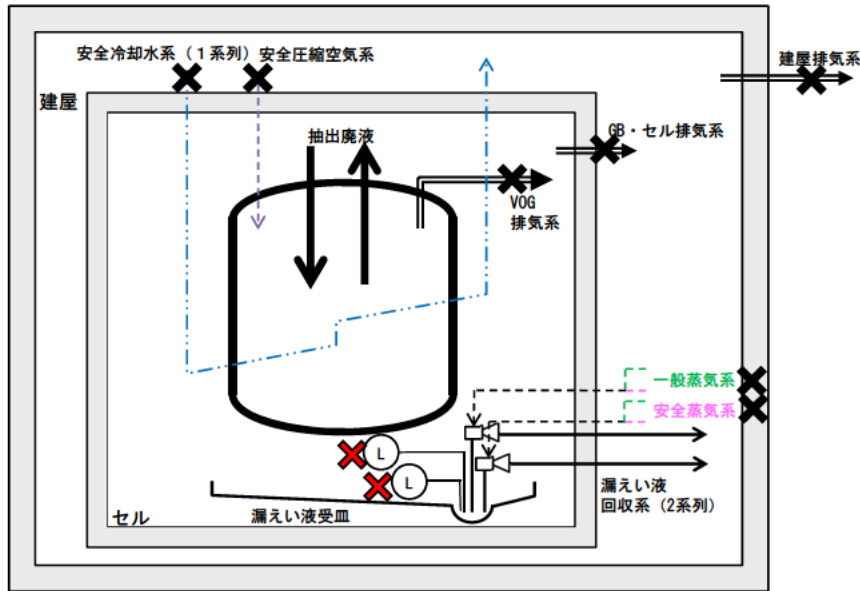 安全冷却水系（１系列）
安全圧縮空気系
建屋排気系
建屋
抽出廃液
GB・セル排気系
VOG
排気系
一般蒸気系
安全蒸気系
L
L
漏えい液
回収系（2系列）
セル
漏えい液受皿